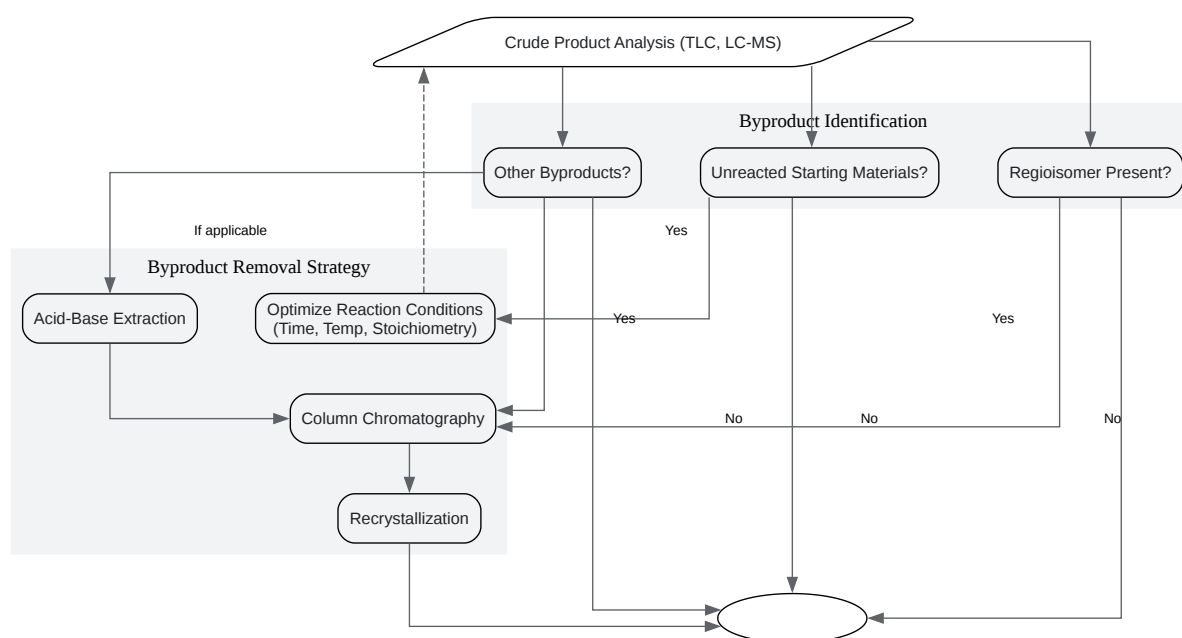 Crude Product Analysis (TLC, LC-MS)
Byproduct Identification
Other Byproducts?
Unreacted Starting Materials?
Regioisomer Present?
If applicable
Yes
Byproduct Removal Strategy
Acid-Base Extraction
Optimize Reaction Conditions
(Time, Temp, Stoichiometry)
Yes
Yes
Column Chromatography
No
No
No
Recrystallization